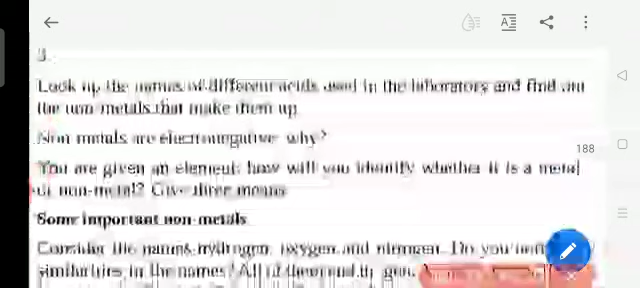 3.
Look up the names of different acids used in the laboratory and find out
the non-metals that make them up
Non metals are electronegative why?
188
You are given an element; how will you identify whether it is a metal
or non-metal? Give three means
Some important non-metals
Consider the names hydrogen, oxygen and nitrogen. Do you
similarities in the names? All of them end in